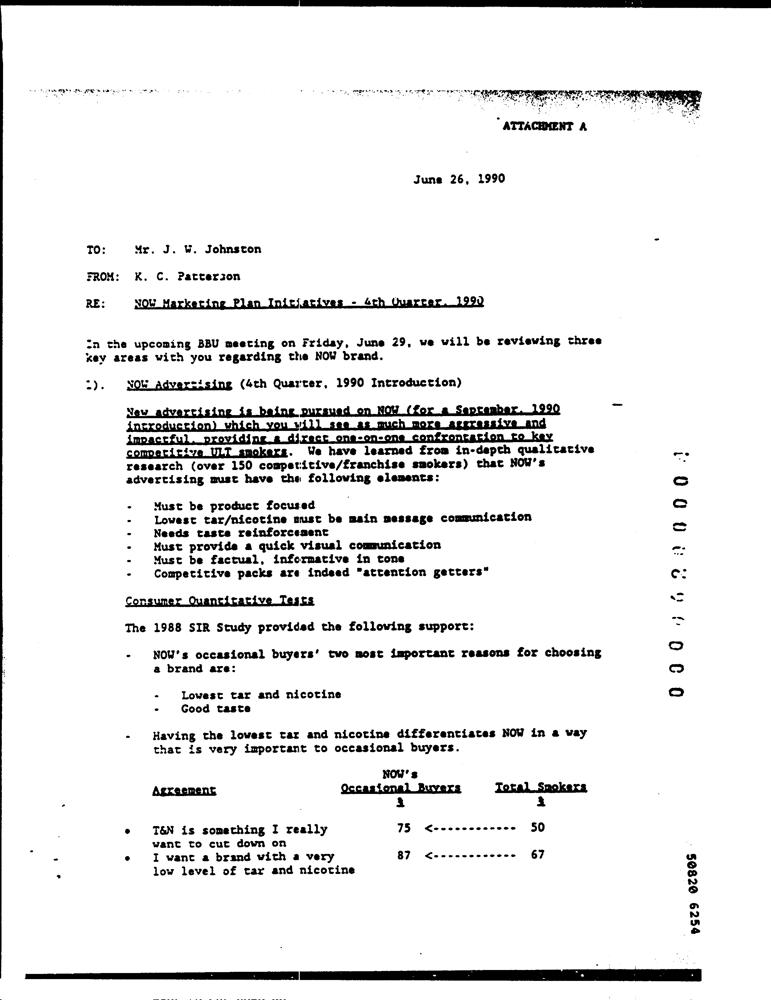 ATTACHMENT A
June 26, 1990
TO: Mr. J. W. Johnston
FROM: K. C. Patterson
RE: NOW Marketing Plan Initiatives - 4th Quarter, 1990
In the upcoming BBU meeting on Friday, June 29, we will be reviewing three
key areas with you regarding the NOW brand.
1). NOW Advertising (4th Quarter, 1990 Introduction)
New advertising is being pursued on NOW (for a September, 1990
introduction) which you will see as much more aggressive and
impactful, providing a direct one-on-one confrontation to key
competitive ULT smokers. We have learned from in-depth qualitative
research (over 150 competitive/franchise smokers) that NOW's
advertising must have the following elements:
- Must be product focused
- Lowest tar/nicotine must be main message communication
- Needs taste reinforcement
- Must provide a quick visual communication
- Must be factual, informative in tone
- Competitive packs are indeed "attention getters"
Consumer Quantitative Tests
The 1988 SIR Study provided the following support:
- NOW's occasional buyers' two most important reasons for choosing
a brand are:
- Lowest tar and nicotine
- Good taste
- Having the lowest tar and nicotine differentiates NOW in a way
that is very important to occasional buyers.
NOW's
Agreement Occasional Buyers Total Smokers
% %
• T&N is something I really 75 <------------ 50
want to cut down on
• I want a brand with a very 87 <------------ 67
low level of tar and nicotine
50820 6254